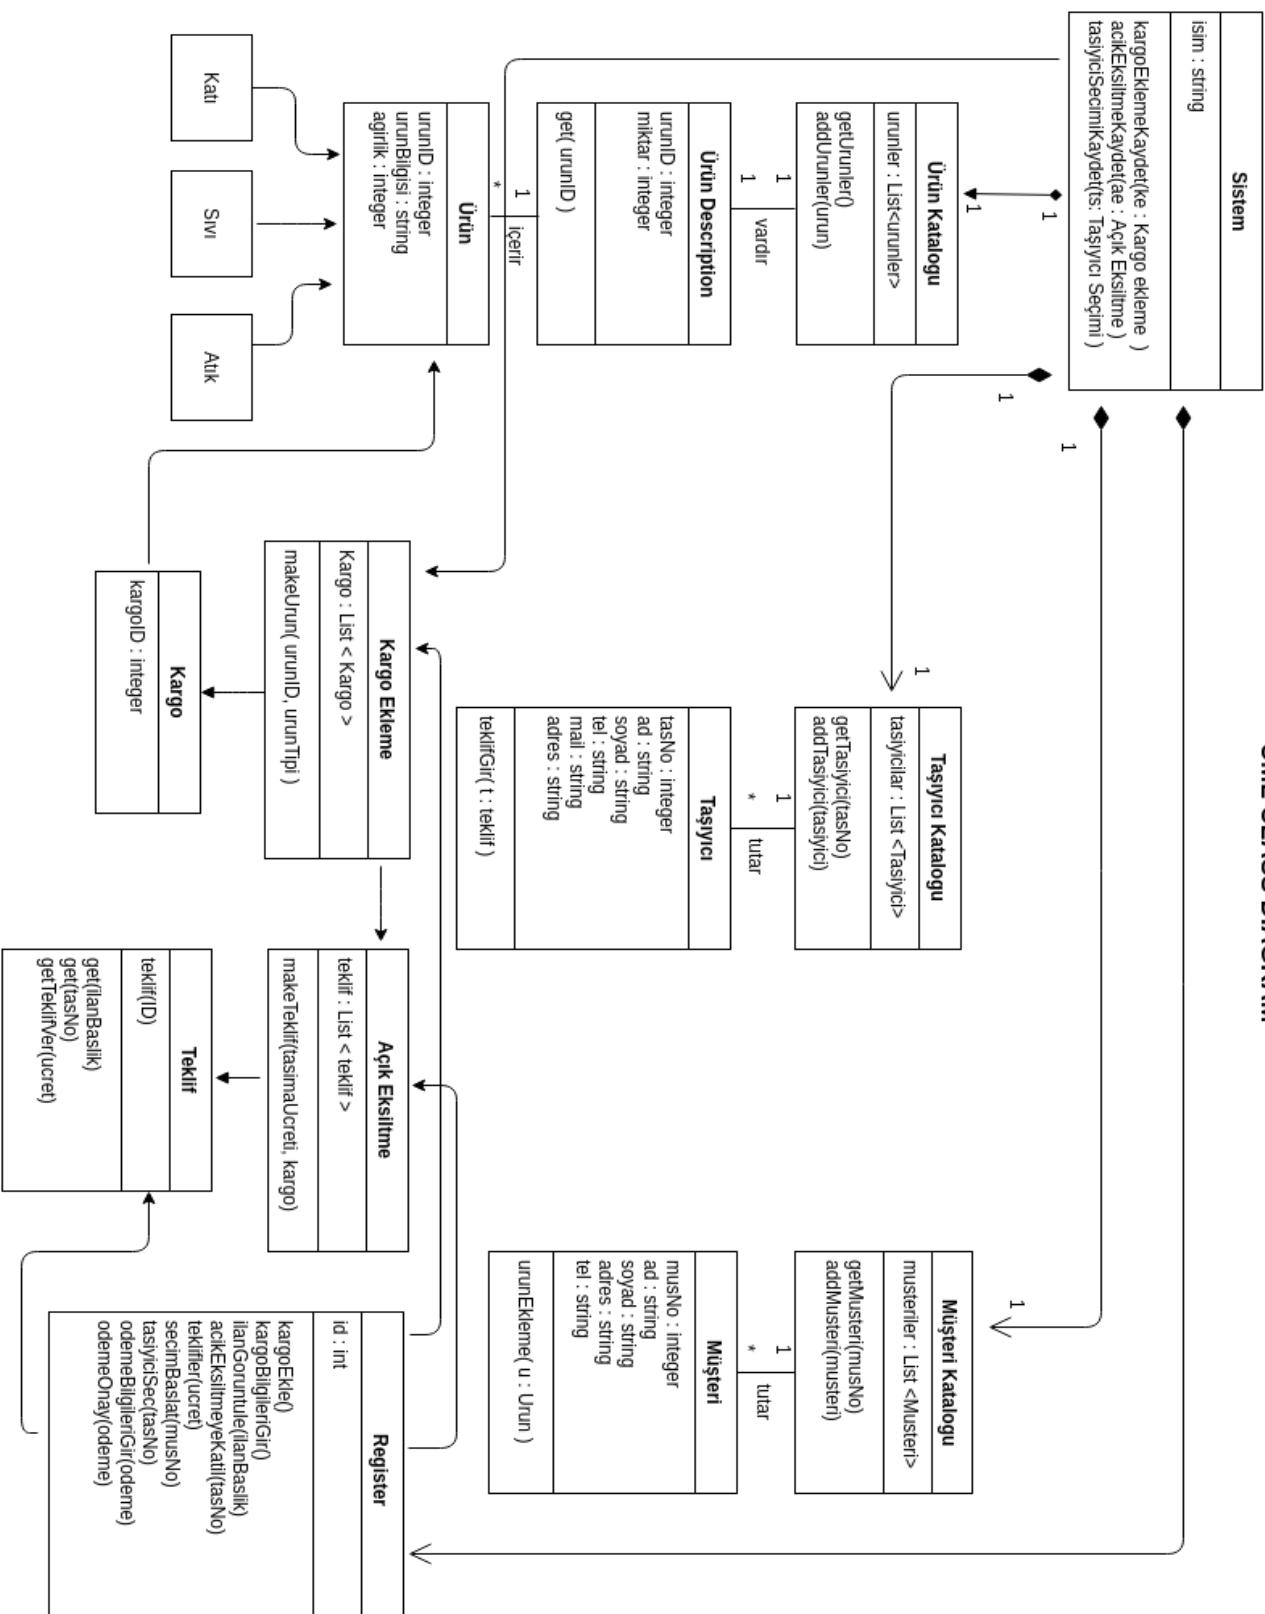 Sistem
isim : string
kargoEklemeKaydet(ke : Kargo ekleme )
acikEksiltmeKaydet(ae : Açık Eksiltme )
tasiyiciSecimiKaydet(ts: Taşıyıcı Seçimi )
1
1
1
1
1
1
Ürün Katalogu
urunler : List<urunler>
getUrunler()
addUrunler(urun)
1
vardır
1
Ürün Description
urunID : integer
miktar : integer
get( urunID )
1
içerir
*
Ürün
urunID : integer
urunBilgisi : string
agirlik : integer
Katı
Sıvı
Atık
Taşıyıcı Katalogu
tasiyicilar : List <Tasiyici>
getTasiyici(tasNo)
addTasiyici(tasiyici)
1
tutar
*
Taşıyıcı
tasNo : integer
ad : string
soyad : string
tel : string
mail : string
adres : string
teklifGir( t : teklif )
Müşteri Katalogu
musteriler : List <Musteri>
getMusteri(musNo)
addMusteri(musteri)
1
tutar
*
Müşteri
musNo : integer
ad : string
soyad : string
adres : string
tel : string
urunEkleme( u : Urun )
Kargo Ekleme
Kargo : List < Kargo >
makeUrun( urunID, urunTipi )
Kargo
kargoID : integer
Açık Eksiltme
teklif : List < teklif >
makeTeklif(tasimaUcreti, kargo)
Teklif
teklif(ID)
get(ilanBaslik)
get(tasNo)
getTeklifVer(ucret)
Register
id : int
kargoEkle()
kargoBilgileriGir()
ilanGoruntule(ilanBaslik)
acikEksiltmeyeKatil(tasNo)
teklifler(ucret)
secimBaslat(musNo)
tasiyiciSec(tasNo)
odemeBilgileriGir(odeme)
odemeOnay(odeme)